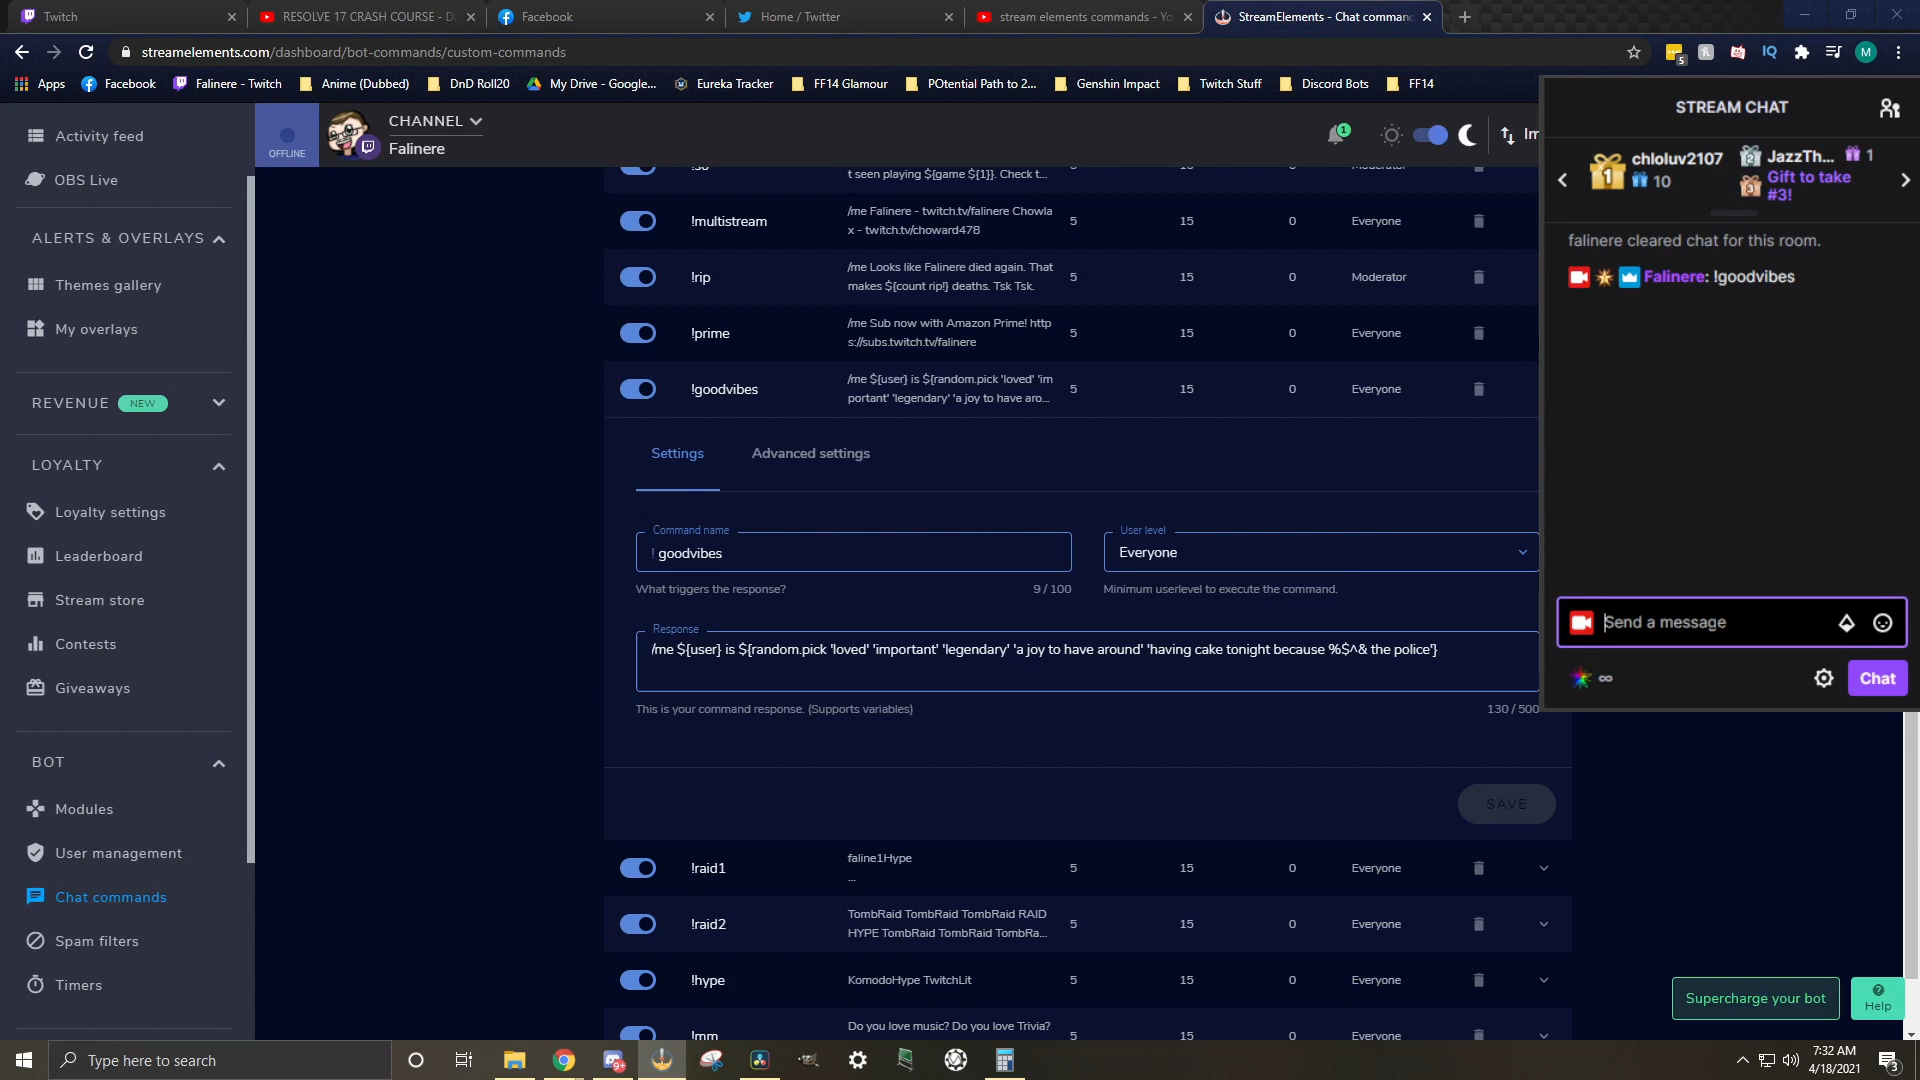 Twitch
RESOLVE 17 CRASH COURSE - D
Facebook
Home / Twitter
stream elements commands - Yo
StreamElements - Chat comman
streamelements.com/dashboard/bot-commands/custom-commands
5
IQ
M
Apps
Facebook
Falinere - Twitch
Anime (Dubbed)
DnD Roll20
My Drive - Google...
Eureka Tracker
FF14 Glamour
POtential Path to 2...
Genshin Impact
Twitch Stuff
Discord Bots
FF14
Activity feed
OBS Live
ALERTS & OVERLAYS
Themes gallery
My overlays
REVENUE NEW
LOYALTY
Loyalty settings
Leaderboard
Stream store
Contests
Giveaways
BOT
Modules
User management
Chat commands
Spam filters
Timers
OFFLINE
CHANNEL
Falinere
1
Im
!so
t seen playing ${game ${1}}. Check t...
Moderator
!multistream
/me Falinere - twitch.tv/falinere Chowla
x - twitch.tv/choward478
5 15 0 Everyone
!rip
/me Looks like Falinere died again. That
makes ${count rip!} deaths. Tsk Tsk.
5 15 0 Moderator
!prime
/me Sub now with Amazon Prime! http
s://subs.twitch.tv/falinere
5 15 0 Everyone
!goodvibes
/me ${user} is ${random.pick 'loved' 'im
portant' 'legendary' 'a joy to have aro...
5 15 0 Everyone
Settings
Advanced settings
Command name
! goodvibes
What triggers the response?
9 / 100
User level
Everyone
Minimum userlevel to execute the command.
Response
/me ${user} is ${random.pick 'loved' 'important' 'legendary' 'a joy to have around' 'having cake tonight because %$^& the police'}
This is your command response. (Supports variables)
130 / 500
SAVE
!raid1
faline1Hype
...
5 15 0 Everyone
!raid2
TombRaid TombRaid TombRaid RAID
HYPE TombRaid TombRaid TombRa...
5 15 0 Everyone
!hype
KomodoHype TwitchLit
5 15 0 Everyone
!mm
Do you love music? Do you love Trivia?
5 15 0 Everyone
STREAM CHAT
1
chloluv2107
10
2
JazzTh... 1
3
Gift to take
#3!
falinere cleared chat for this room.
Falinere: !goodvibes
Send a message
∞
Chat
Supercharge your bot
Help
Type here to search
9+
7:32 AM
4/18/2021
3